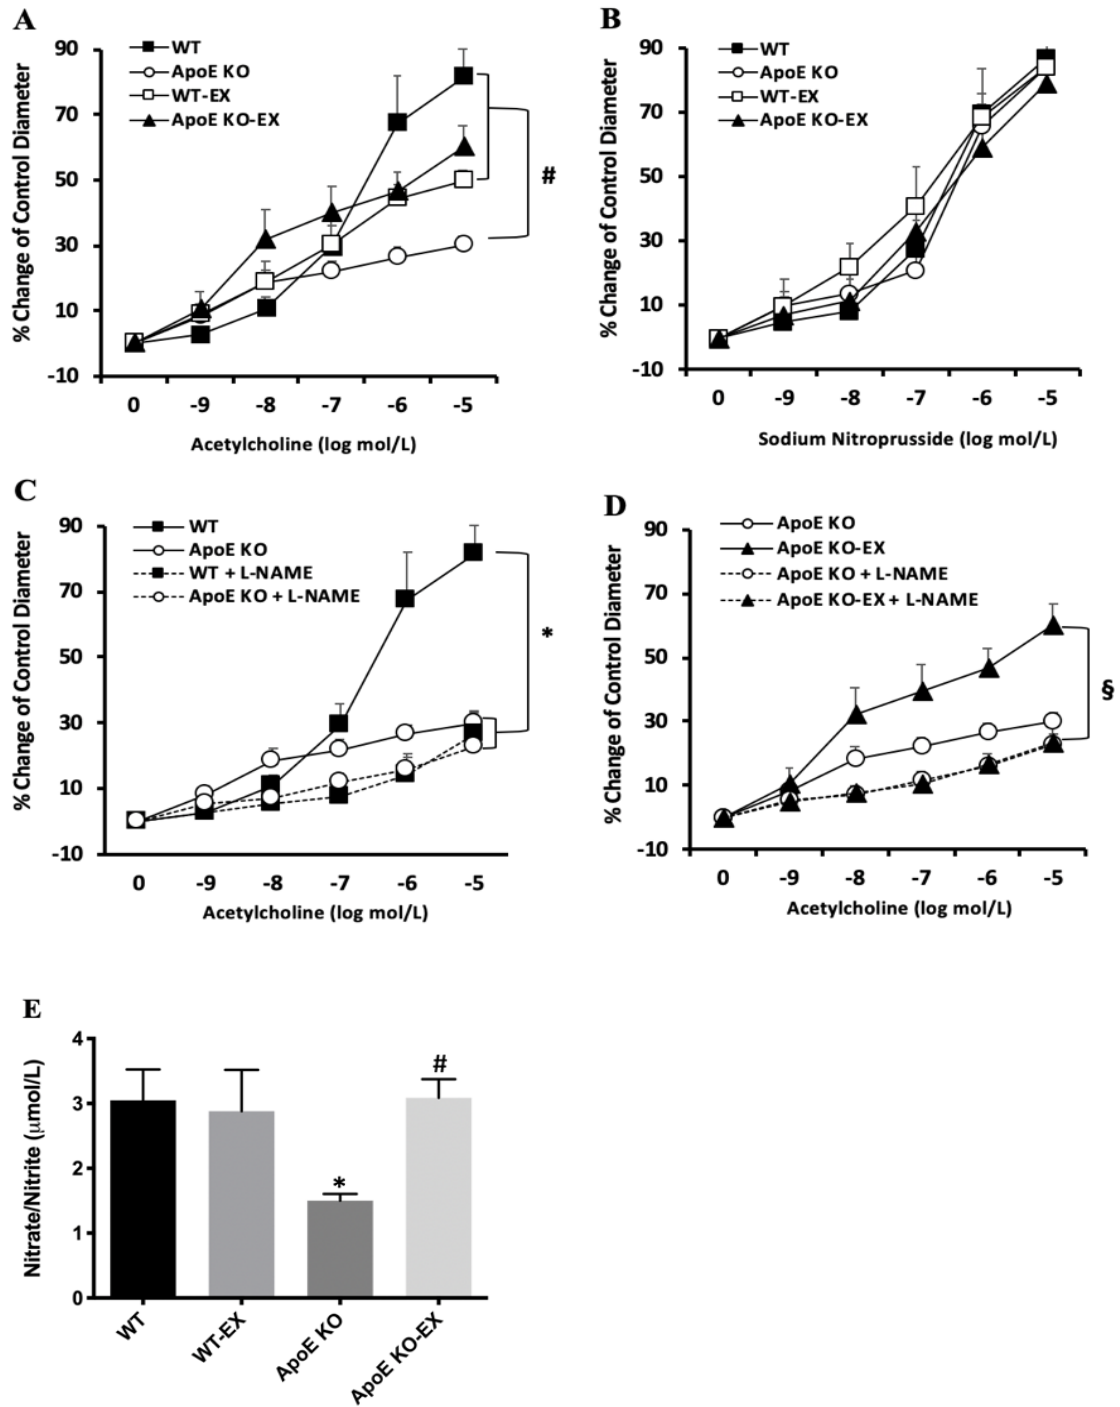 A
% Change of Control Diameter
90
70
50
30
10
-10
WT
ApoE KO
WT-EX
ApoE KO-EX
#
0 -9 -8 -7 -6 -5
Acetylcholine (log mol/L)
B
% Change of Control Diameter
90
70
50
30
10
-10
WT
ApoE KO
WT-EX
ApoE KO-EX
0 -9 -8 -7 -6 -5
Sodium Nitroprusside (log mol/L)
C
% Change of Control Diameter
90
70
50
30
10
-10
WT
ApoE KO
WT + L-NAME
ApoE KO + L-NAME
*
0 -9 -8 -7 -6 -5
Acetylcholine (log mol/L)
D
% Change of Control Diameter
90
70
50
30
10
-10
ApoE KO
ApoE KO-EX
ApoE KO + L-NAME
ApoE KO-EX + L-NAME
§
0 -9 -8 -7 -6 -5
Acetylcholine (log mol/L)
E
Nitrate/Nitrite (μmol/L)
4
3
2
1
0
*
#
WT
WT-EX
ApoE KO
ApoE KO-EX